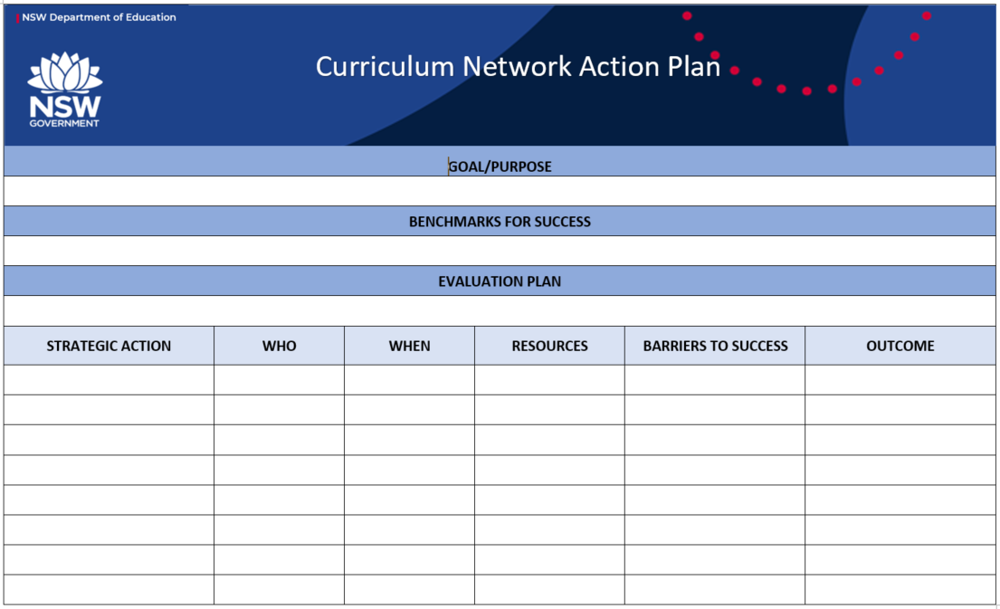 NSW Department of Education
Curriculum Network Action Plan
NSW
GOVERNMENT
GOAL/PURPOSE
BENCHMARKS FOR SUCCESS
EVALUATION PLAN
STRATEGIC ACTION WHO WHEN RESOURCES BARRIERS TO SUCCESS OUTCOME